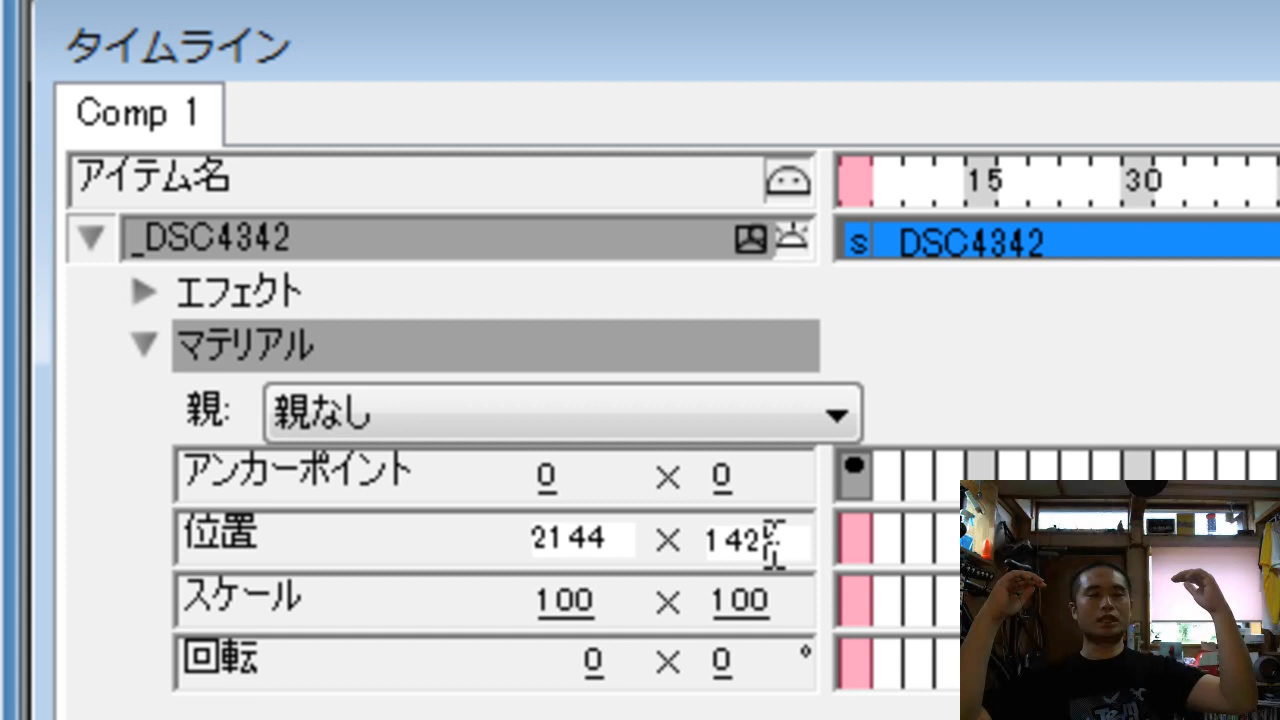 タイムライン
Comp 1
アイテム名 15 30
_DSC4342 s _DSC4342
エフェクト
マテリアル
親: 親なし
アンカーポイント 0 × 0
位置 2144 ×
スケール 100 × 100
回転 0 × 0 °